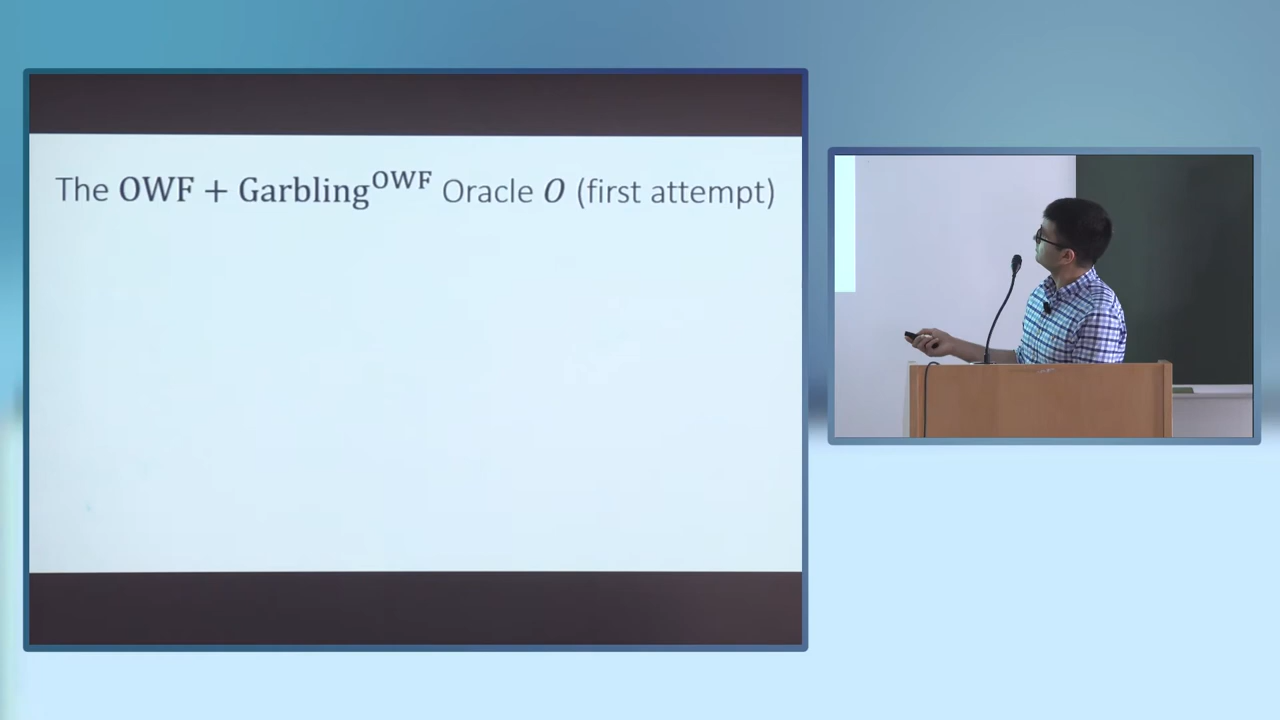 The OWF + Garbling^OWF Oracle O (first attempt)